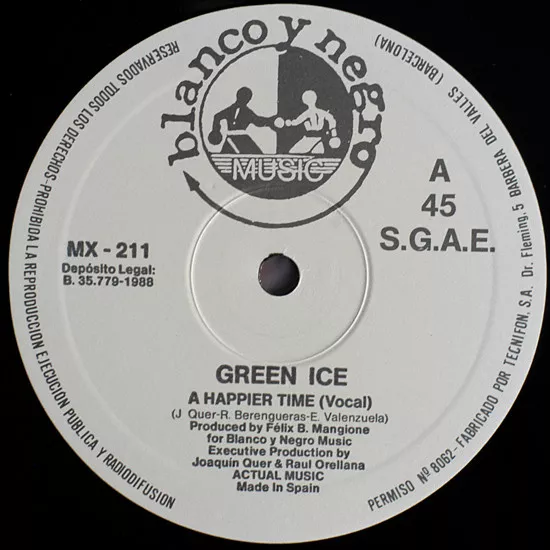 blanco y negro
MUSIC
A
45
S.G.A.E.
MX - 211
Depósito Legal:
B. 35.779-1988
GREEN ICE
A HAPPIER TIME (Vocal)
(J Quer-R. Berengueras-E. Valenzuela)
Produced by Félix B. Mangione
for Blanco y Negro Music
Executive Production by
Joaquín Quer & Raul Orellana
ACTUAL MUSIC
Made in Spain
RESERVADOS TODOS LOS DERECHOS-PROHIBIDA LA REPRODUCCION EJECUCION PUBLICA Y RADIODIFUSION
PERMISO Nº 8062- FABRICADO POR TECNIFON, S.A. Dr. Fleming, 5 BARBERA DEL VALLES (BARCELONA)